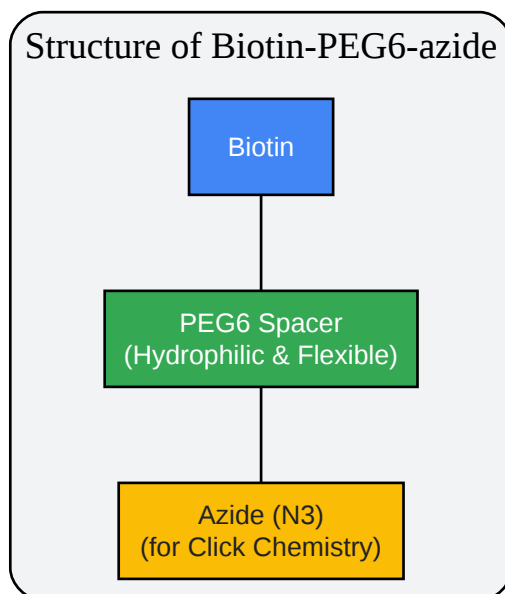 Structure of Biotin-PEG6-azide
Biotin
PEG6 Spacer
(Hydrophilic & Flexible)
Azide (N3)
(for Click Chemistry)